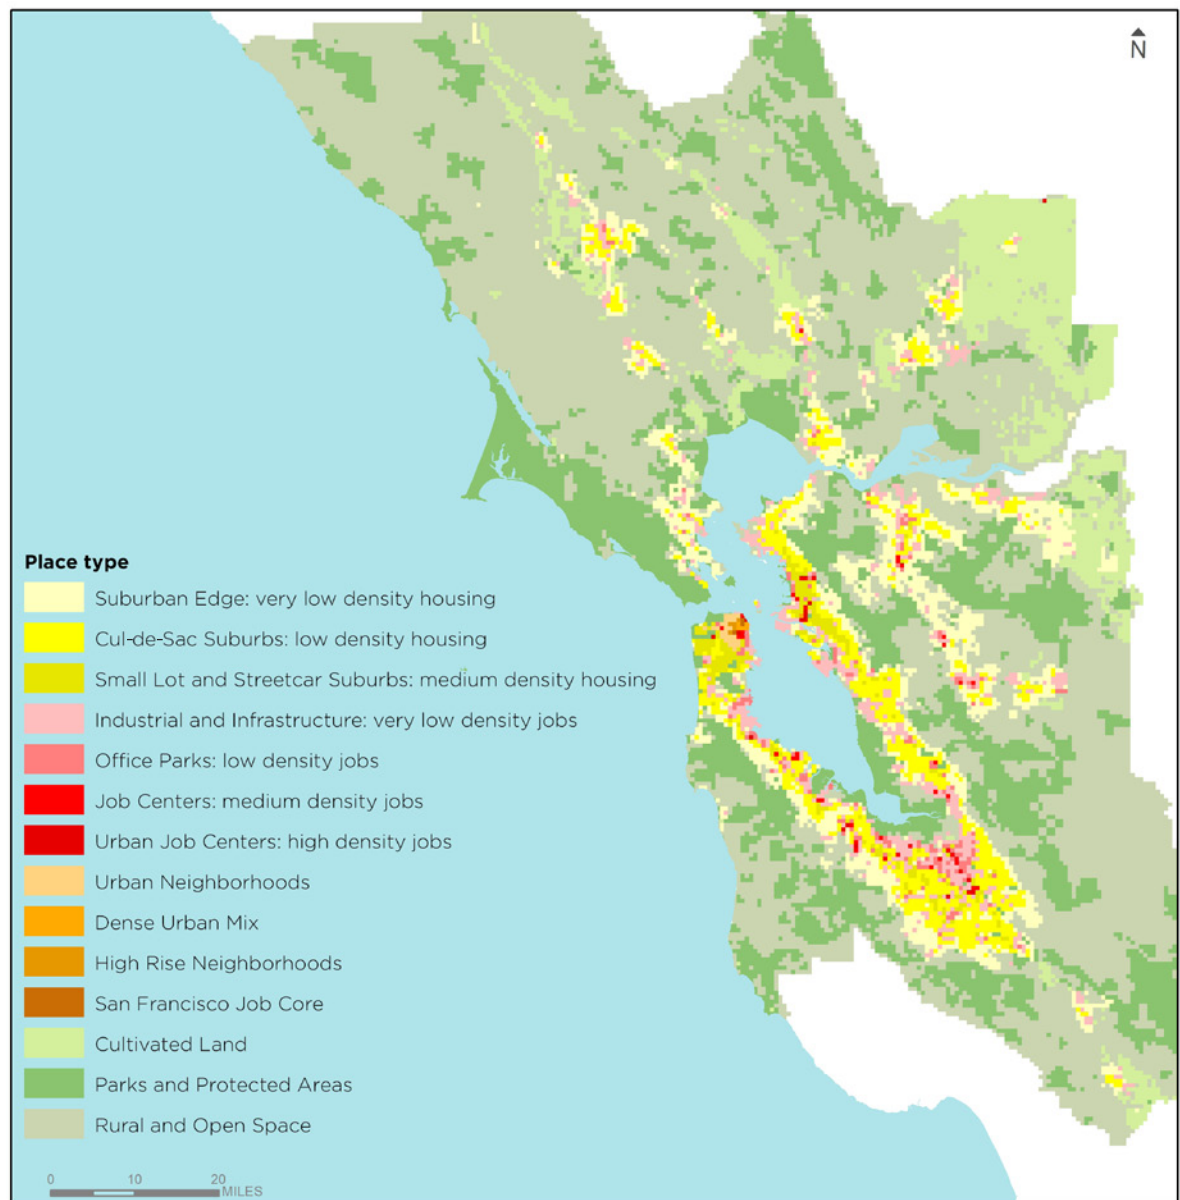 N
Place type
Suburban Edge: very low density housing
Cul-de-Sac Suburbs: low density housing
Small Lot and Streetcar Suburbs: medium density housing
Industrial and Infrastructure: very low density jobs
Office Parks: low density jobs
Job Centers: medium density jobs
Urban Job Centers: high density jobs
Urban Neighborhoods
Dense Urban Mix
High Rise Neighborhoods
San Francisco Job Core
Cultivated Land
Parks and Protected Areas
Rural and Open Space
0 10 20
MILES